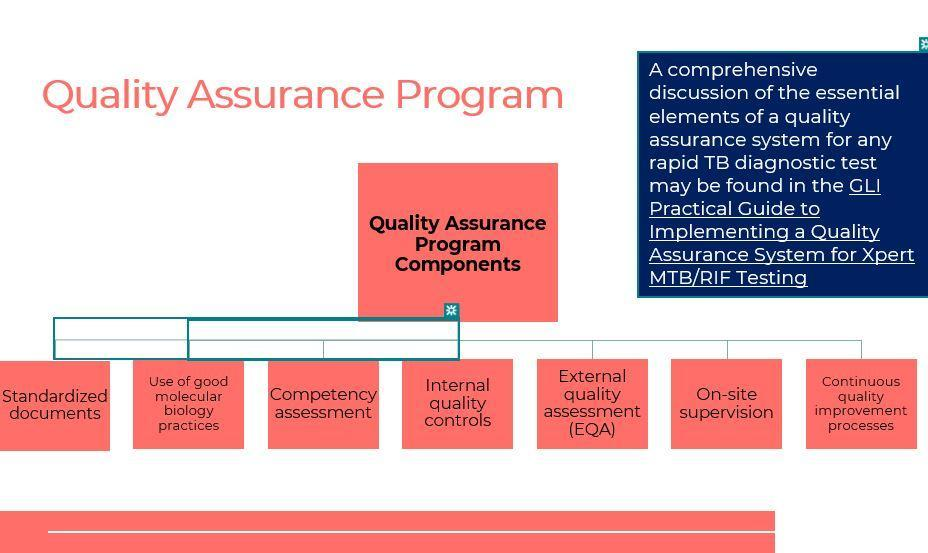 Quality Assurance Program
A comprehensive
discussion of the essential
elements of a quality
assurance system for any
rapid TB diagnostic test
may be found in the GLI
Practical Guide to
Implementing a Quality
Assurance System for Xpert
MTB/RIF Testing
Quality Assurance
Program
Components
Standardized
documents
Use of good
molecular
biology
practices
Competency
assessment
Internal
quality
controls
External
quality
assessment
(EQA)
On-site
supervision
Continuous
quality
improvement
processes